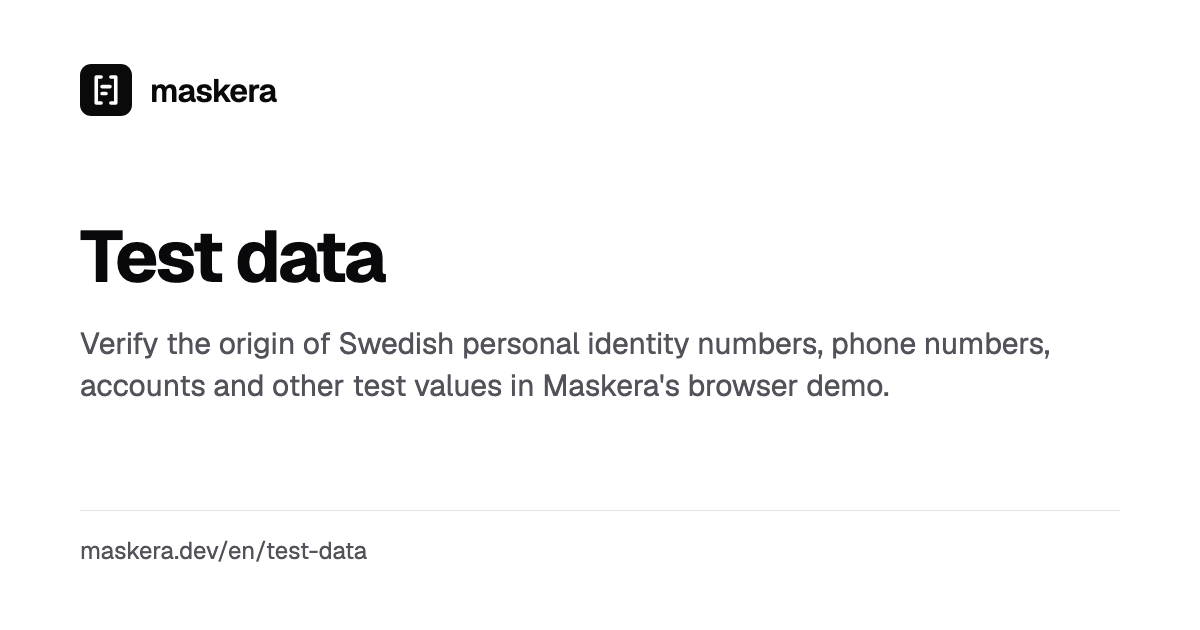 maskera
Test data
Verify the origin of Swedish personal identity numbers, phone numbers,
accounts and other test values in Maskera's browser demo.
maskera.dev/en/test-data